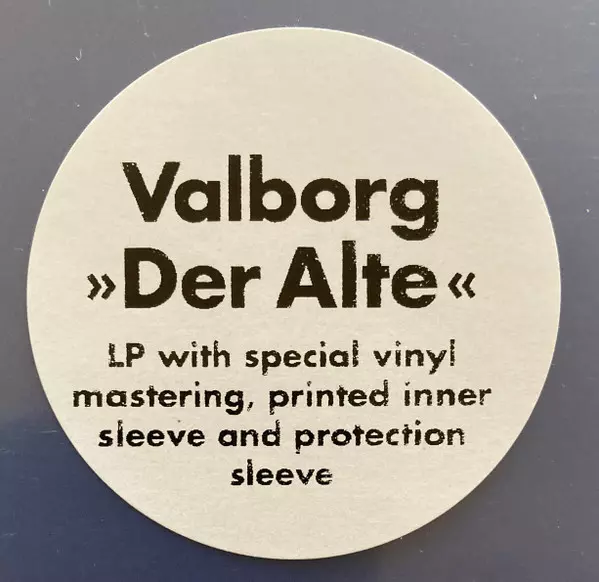 Valborg
»Der Alte«
LP with special vinyl
mastering, printed inner
sleeve and protection
sleeve